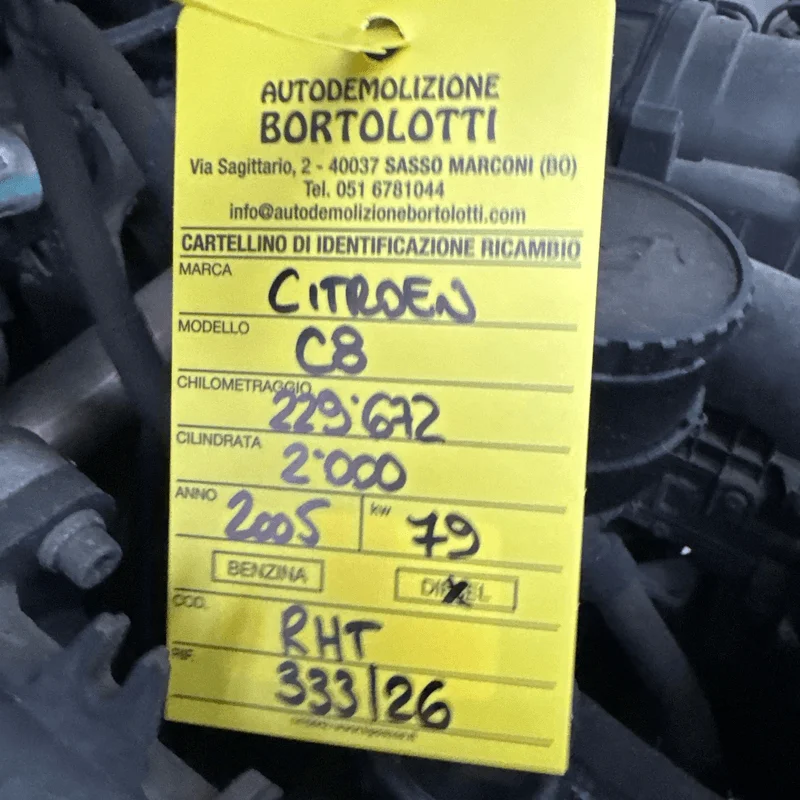 AUTODEMOLIZIONE
BORTOLOTTI
Via Sagittario, 2 - 40037 SASSO MARCONI (BO)
Tel. 051 6781044
info@autodemolizionebortolotti.com
CARTELLINO DI IDENTIFICAZIONE RICAMBIO
MARCA CITROEN
MODELLO C8
CHILOMETRAGGIO 229'672
CILINDRATA 2'000
ANNO 2005 kw 79
BENZINA DIESEL
COD. RHT
RIF. 333/26